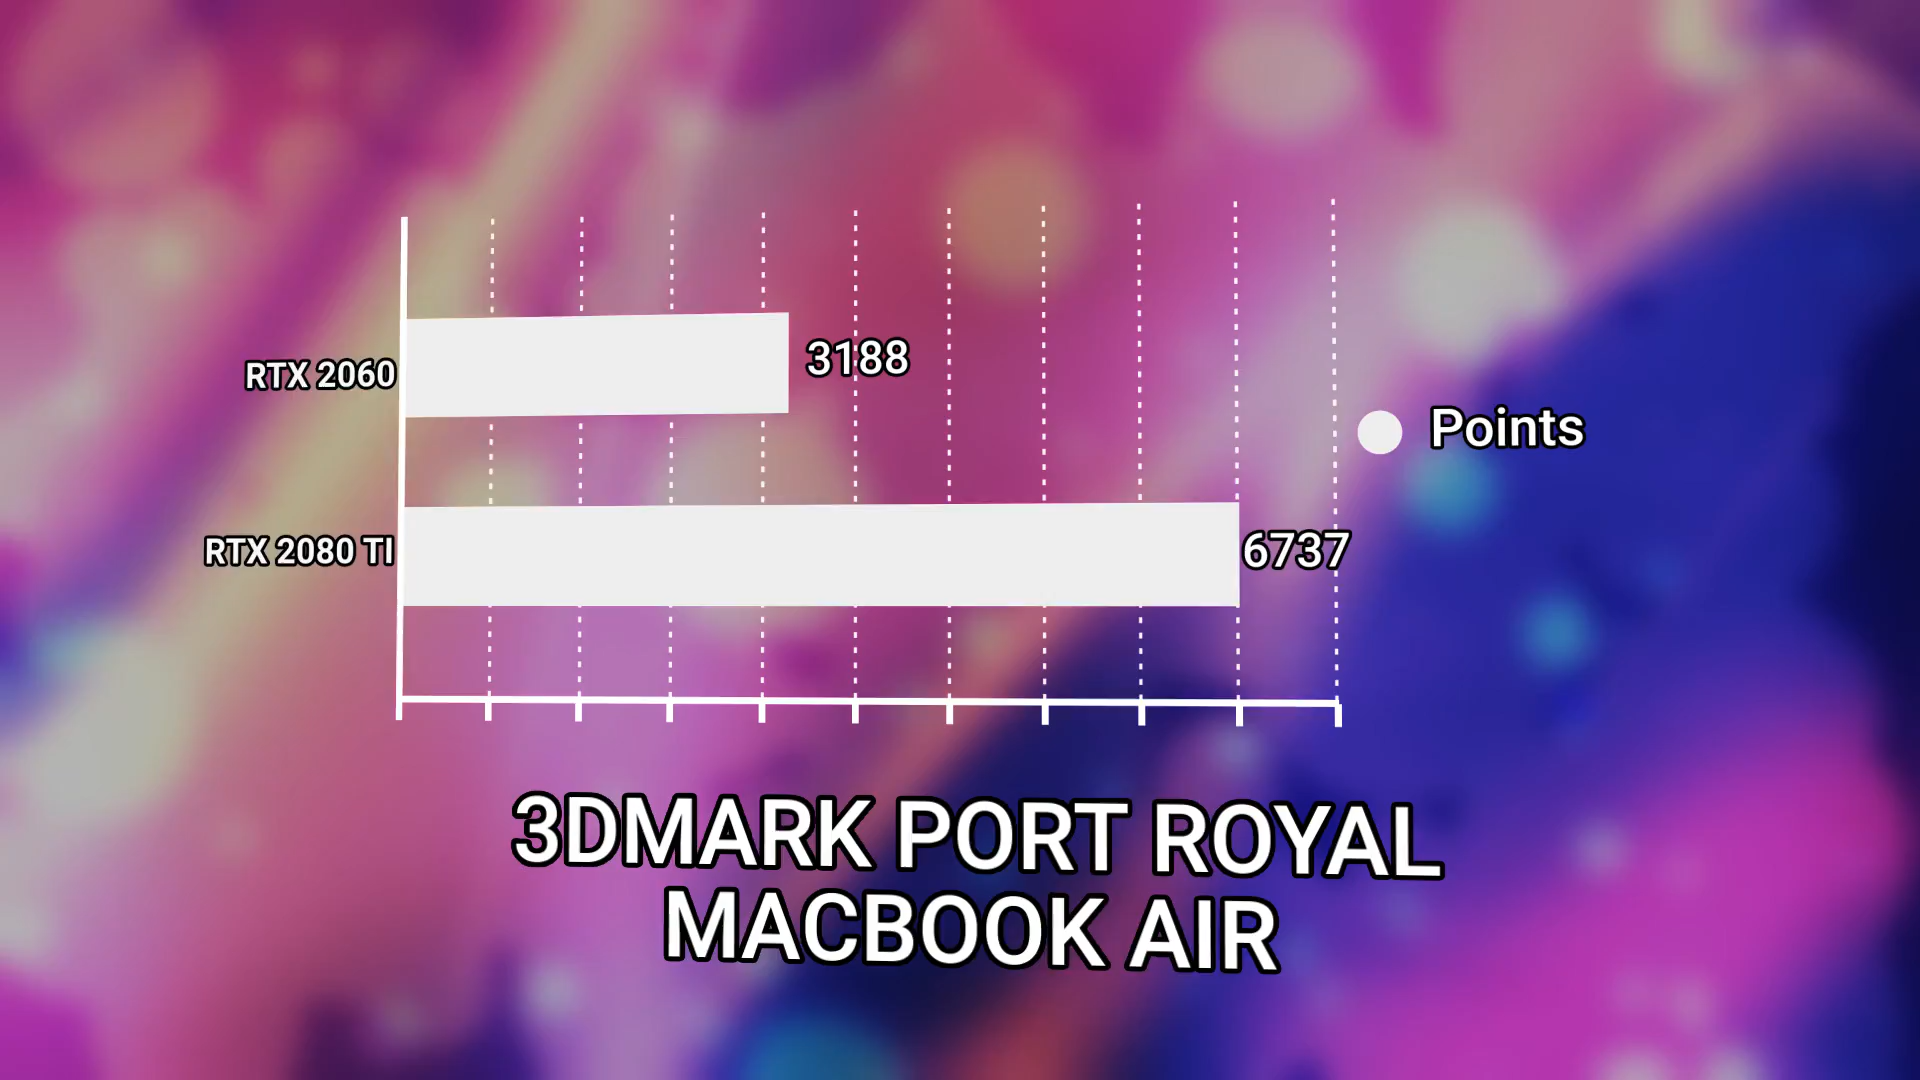 RTX 2060
3188
Points
RTX 2080 TI
6737
3DMARK PORT ROYAL
MACBOOK AIR